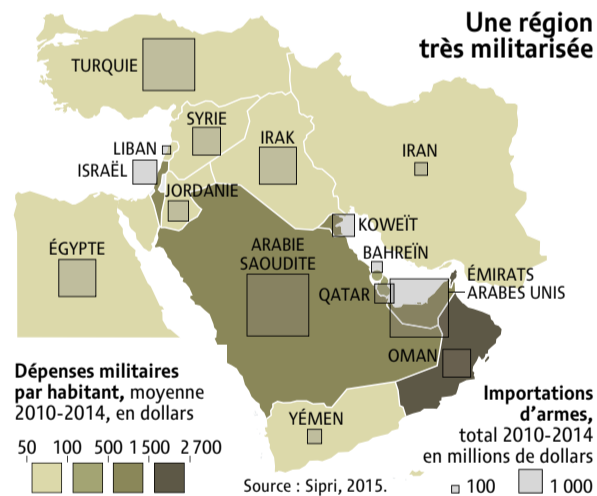 Une région
très militarisée
TURQUIE
SYRIE
LIBAN
IRAK
IRAN
ISRAËL
JORDANIE
KOWEÏT
ÉGYPTE
ARABIE
SAOUDITE
BAHREÏN
QATAR
ÉMIRATS
ARABES UNIS
OMAN
YÉMEN
Dépenses militaires
par habitant, moyenne
2010-2014, en dollars
50 100 500 1 500 2 700
Importations
d'armes,
total 2010-2014
en millions de dollars
100 1 000
Source : Sipri, 2015.